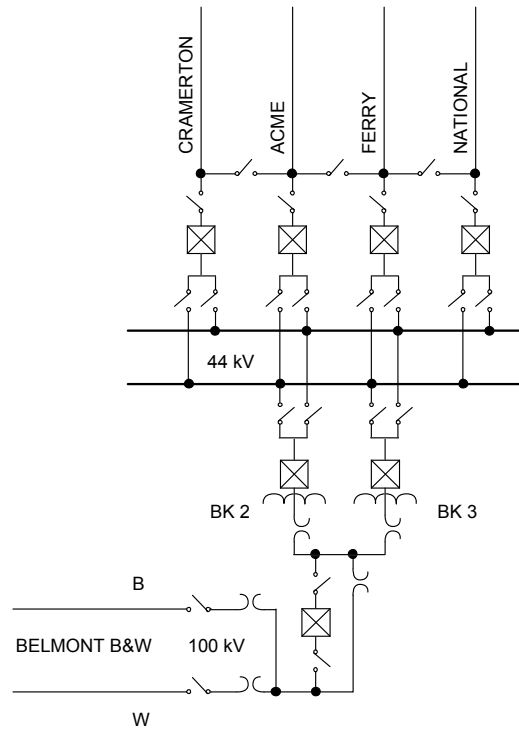 CRAMERTON
ACME
FERRY
NATIONAL
44 kV
BK 2
BK 3
B
BELMONT B&W
100 kV
W